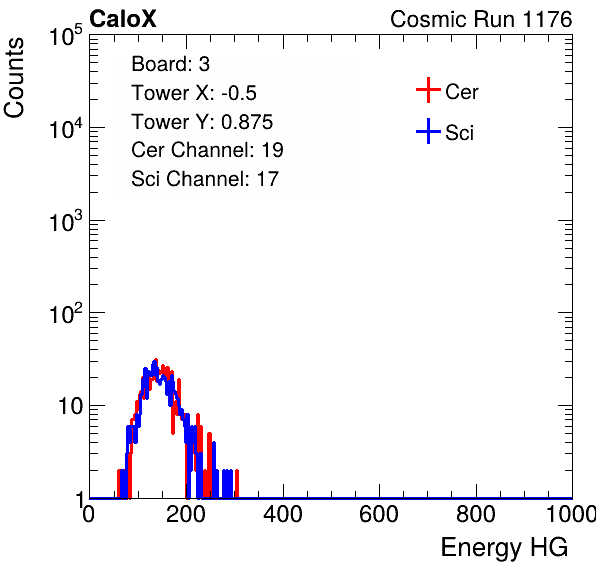 CaloX Cosmic Run 1176
Counts
10^5
10^4
10^3
10^2
10
1
Board: 3
Tower X: -0.5
Tower Y: 0.875
Cer Channel: 19
Sci Channel: 17
Cer
Sci
0 200 400 600 800 1000
Energy HG